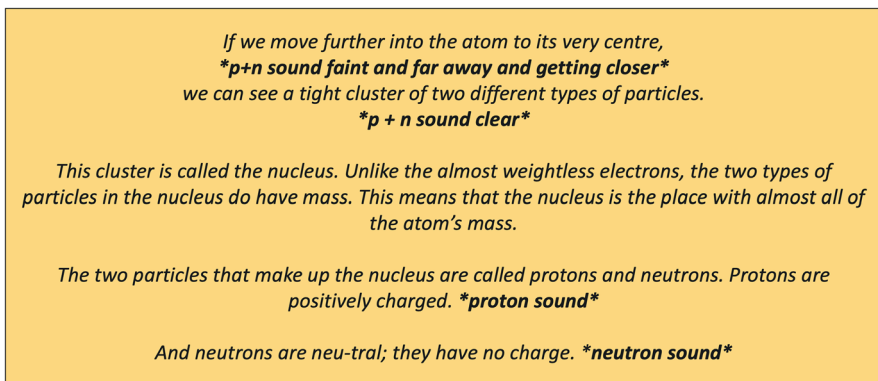 If we move further into the atom to its very centre,
*p+n sound faint and far away and getting closer*
we can see a tight cluster of two different types of particles.
*p + n sound clear*
This cluster is called the nucleus. Unlike the almost weightless electrons, the two types of
particles in the nucleus do have mass. This means that the nucleus is the place with almost all of
the atom's mass.
The two particles that make up the nucleus are called protons and neutrons. Protons are
positively charged. *proton sound*
And neutrons are neu-tral; they have no charge. *neutron sound*